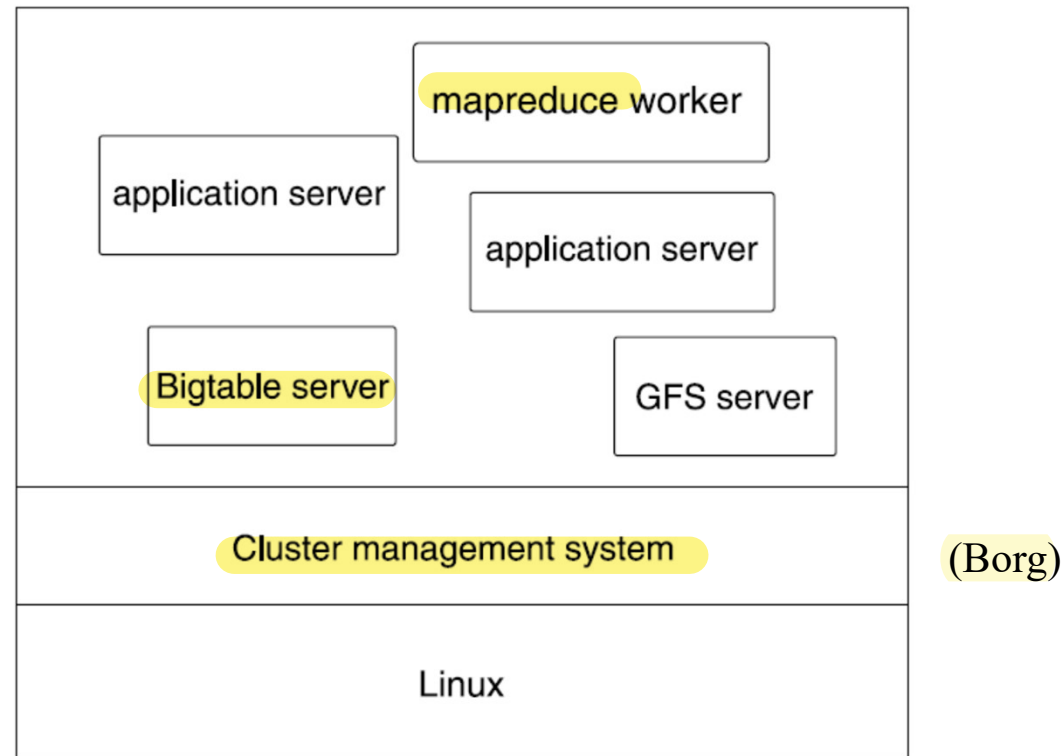 mapreduce worker
application server
application server
Bigtable server
GFS server
Cluster management system
(Borg)
Linux